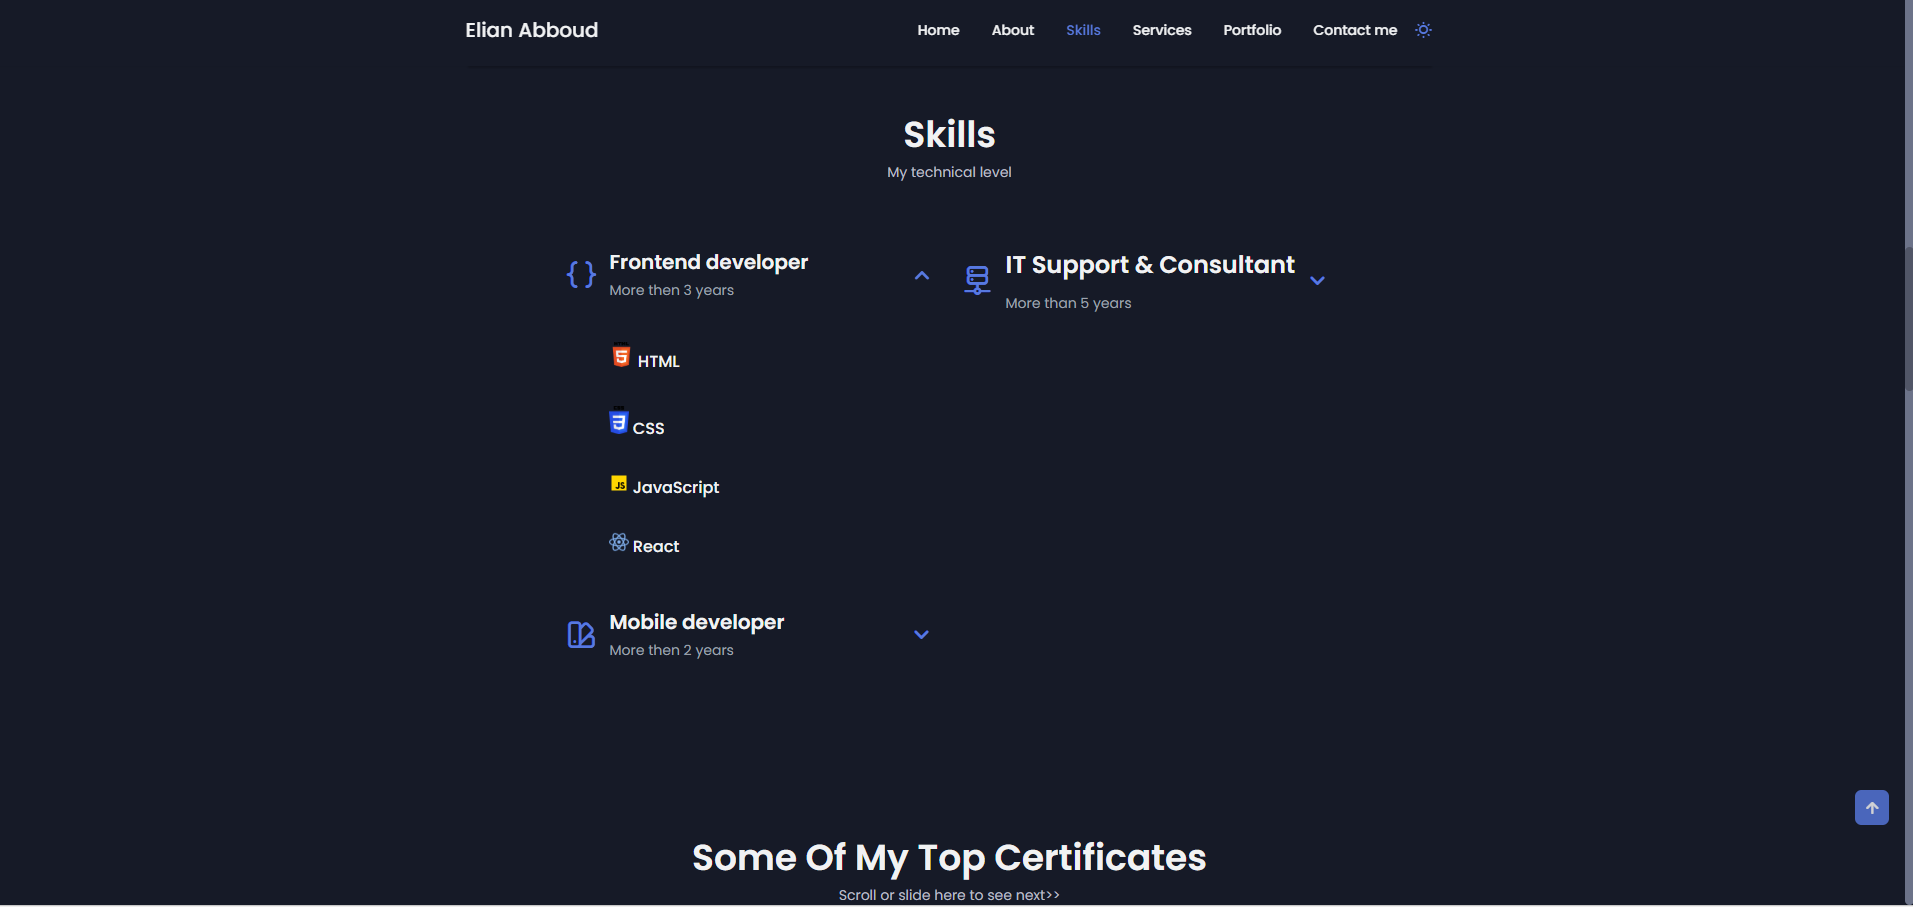 Elian Abboud
Home About Skills Services Portfolio Contact me
Skills
My technical level
Frontend developer
More then 3 years
HTML
CSS
JS JavaScript
React
Mobile developer
More then 2 years
IT Support & Consultant
More than 5 years
Some Of My Top Certificates
Scroll or slide here to see next>>